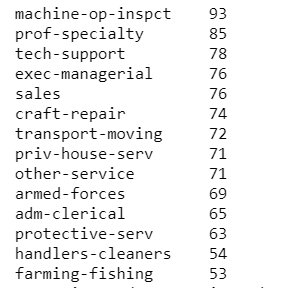 machine-op-inspct 93
prof-specialty 85
tech-support 78
exec-managerial 76
sales 76
craft-repair 74
transport-moving 72
priv-house-serv 71
other-service 71
armed-forces 69
adm-clerical 65
protective-serv 63
handlers-cleaners 54
farming-fishing 53